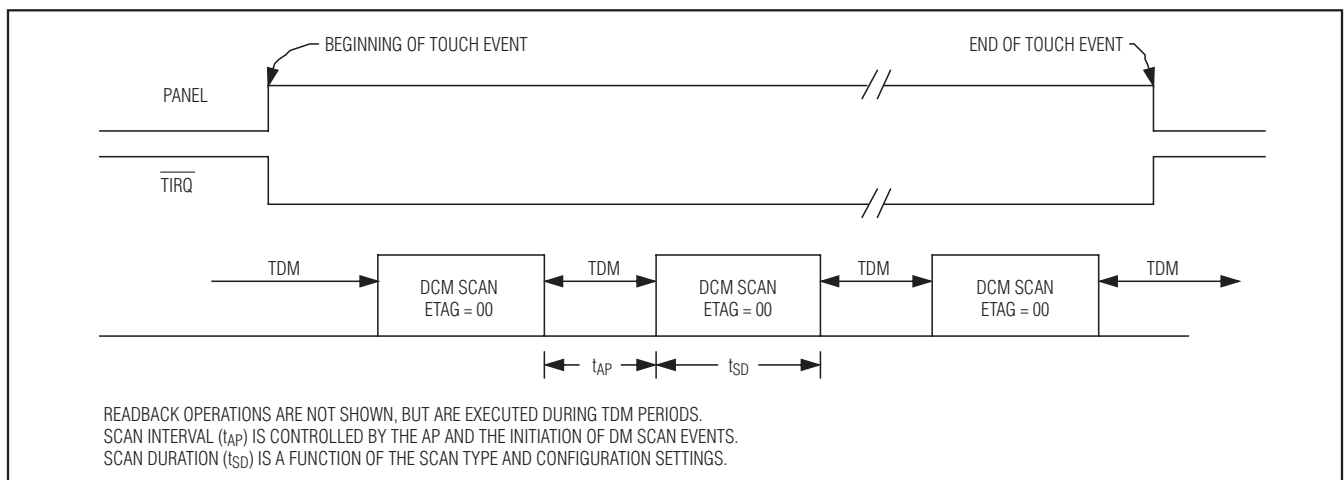 BEGINNING OF TOUCH EVENT
END OF TOUCH EVENT
PANEL
TIRQ
TDM
DCM SCAN
ETAG = 00
TDM
DCM SCAN
ETAG = 00
TDM
DCM SCAN
ETAG = 00
TDM
tAP
tSD
READBACK OPERATIONS ARE NOT SHOWN, BUT ARE EXECUTED DURING TDM PERIODS.
SCAN INTERVAL (tAP) IS CONTROLLED BY THE AP AND THE INITIATION OF DM SCAN EVENTS.
SCAN DURATION (tSD) IS A FUNCTION OF THE SCAN TYPE AND CONFIGURATION SETTINGS.